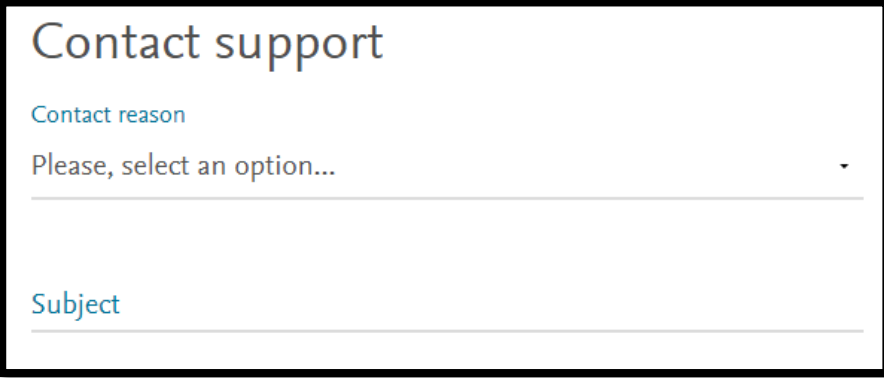 Contact support
Contact reason
Please, select an option...
Subject